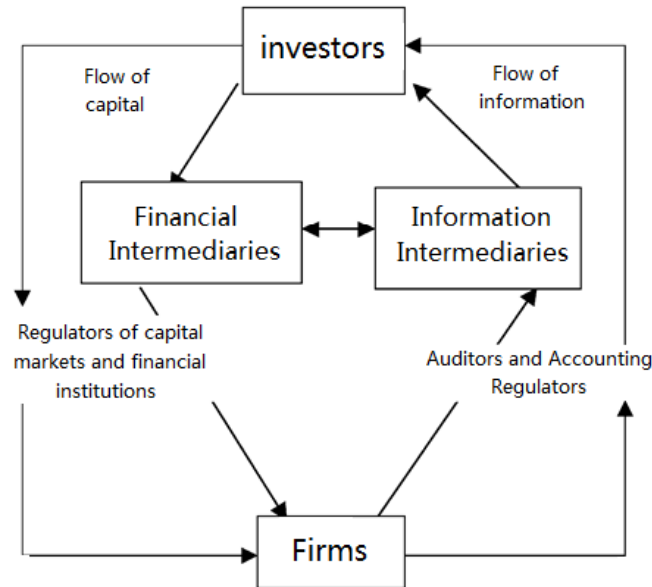 investors
Flow of
capital
Flow of
information
Financial
Intermediaries
Information
Intermediaries
Regulators of capital
markets and financial
institutions
Auditors and Accounting
Regulators
Firms